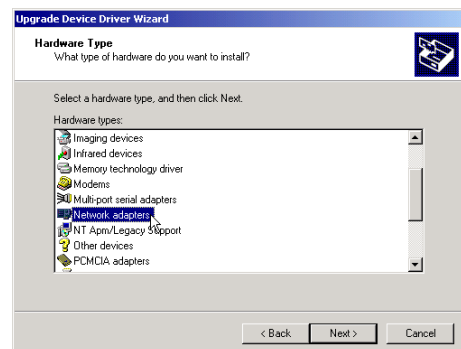 Upgrade Device Driver Wizard
Hardware Type
What type of hardware do you want to install?
Select a hardware type, and then click Next.
Hardware types:
Imaging devices
Infrared devices
Memory technology driver
Modems
Multi-port serial adapters
Network adapters
NT Apm/Legacy Support
Other devices
PCMCIA adapters
< Back
Next >
Cancel